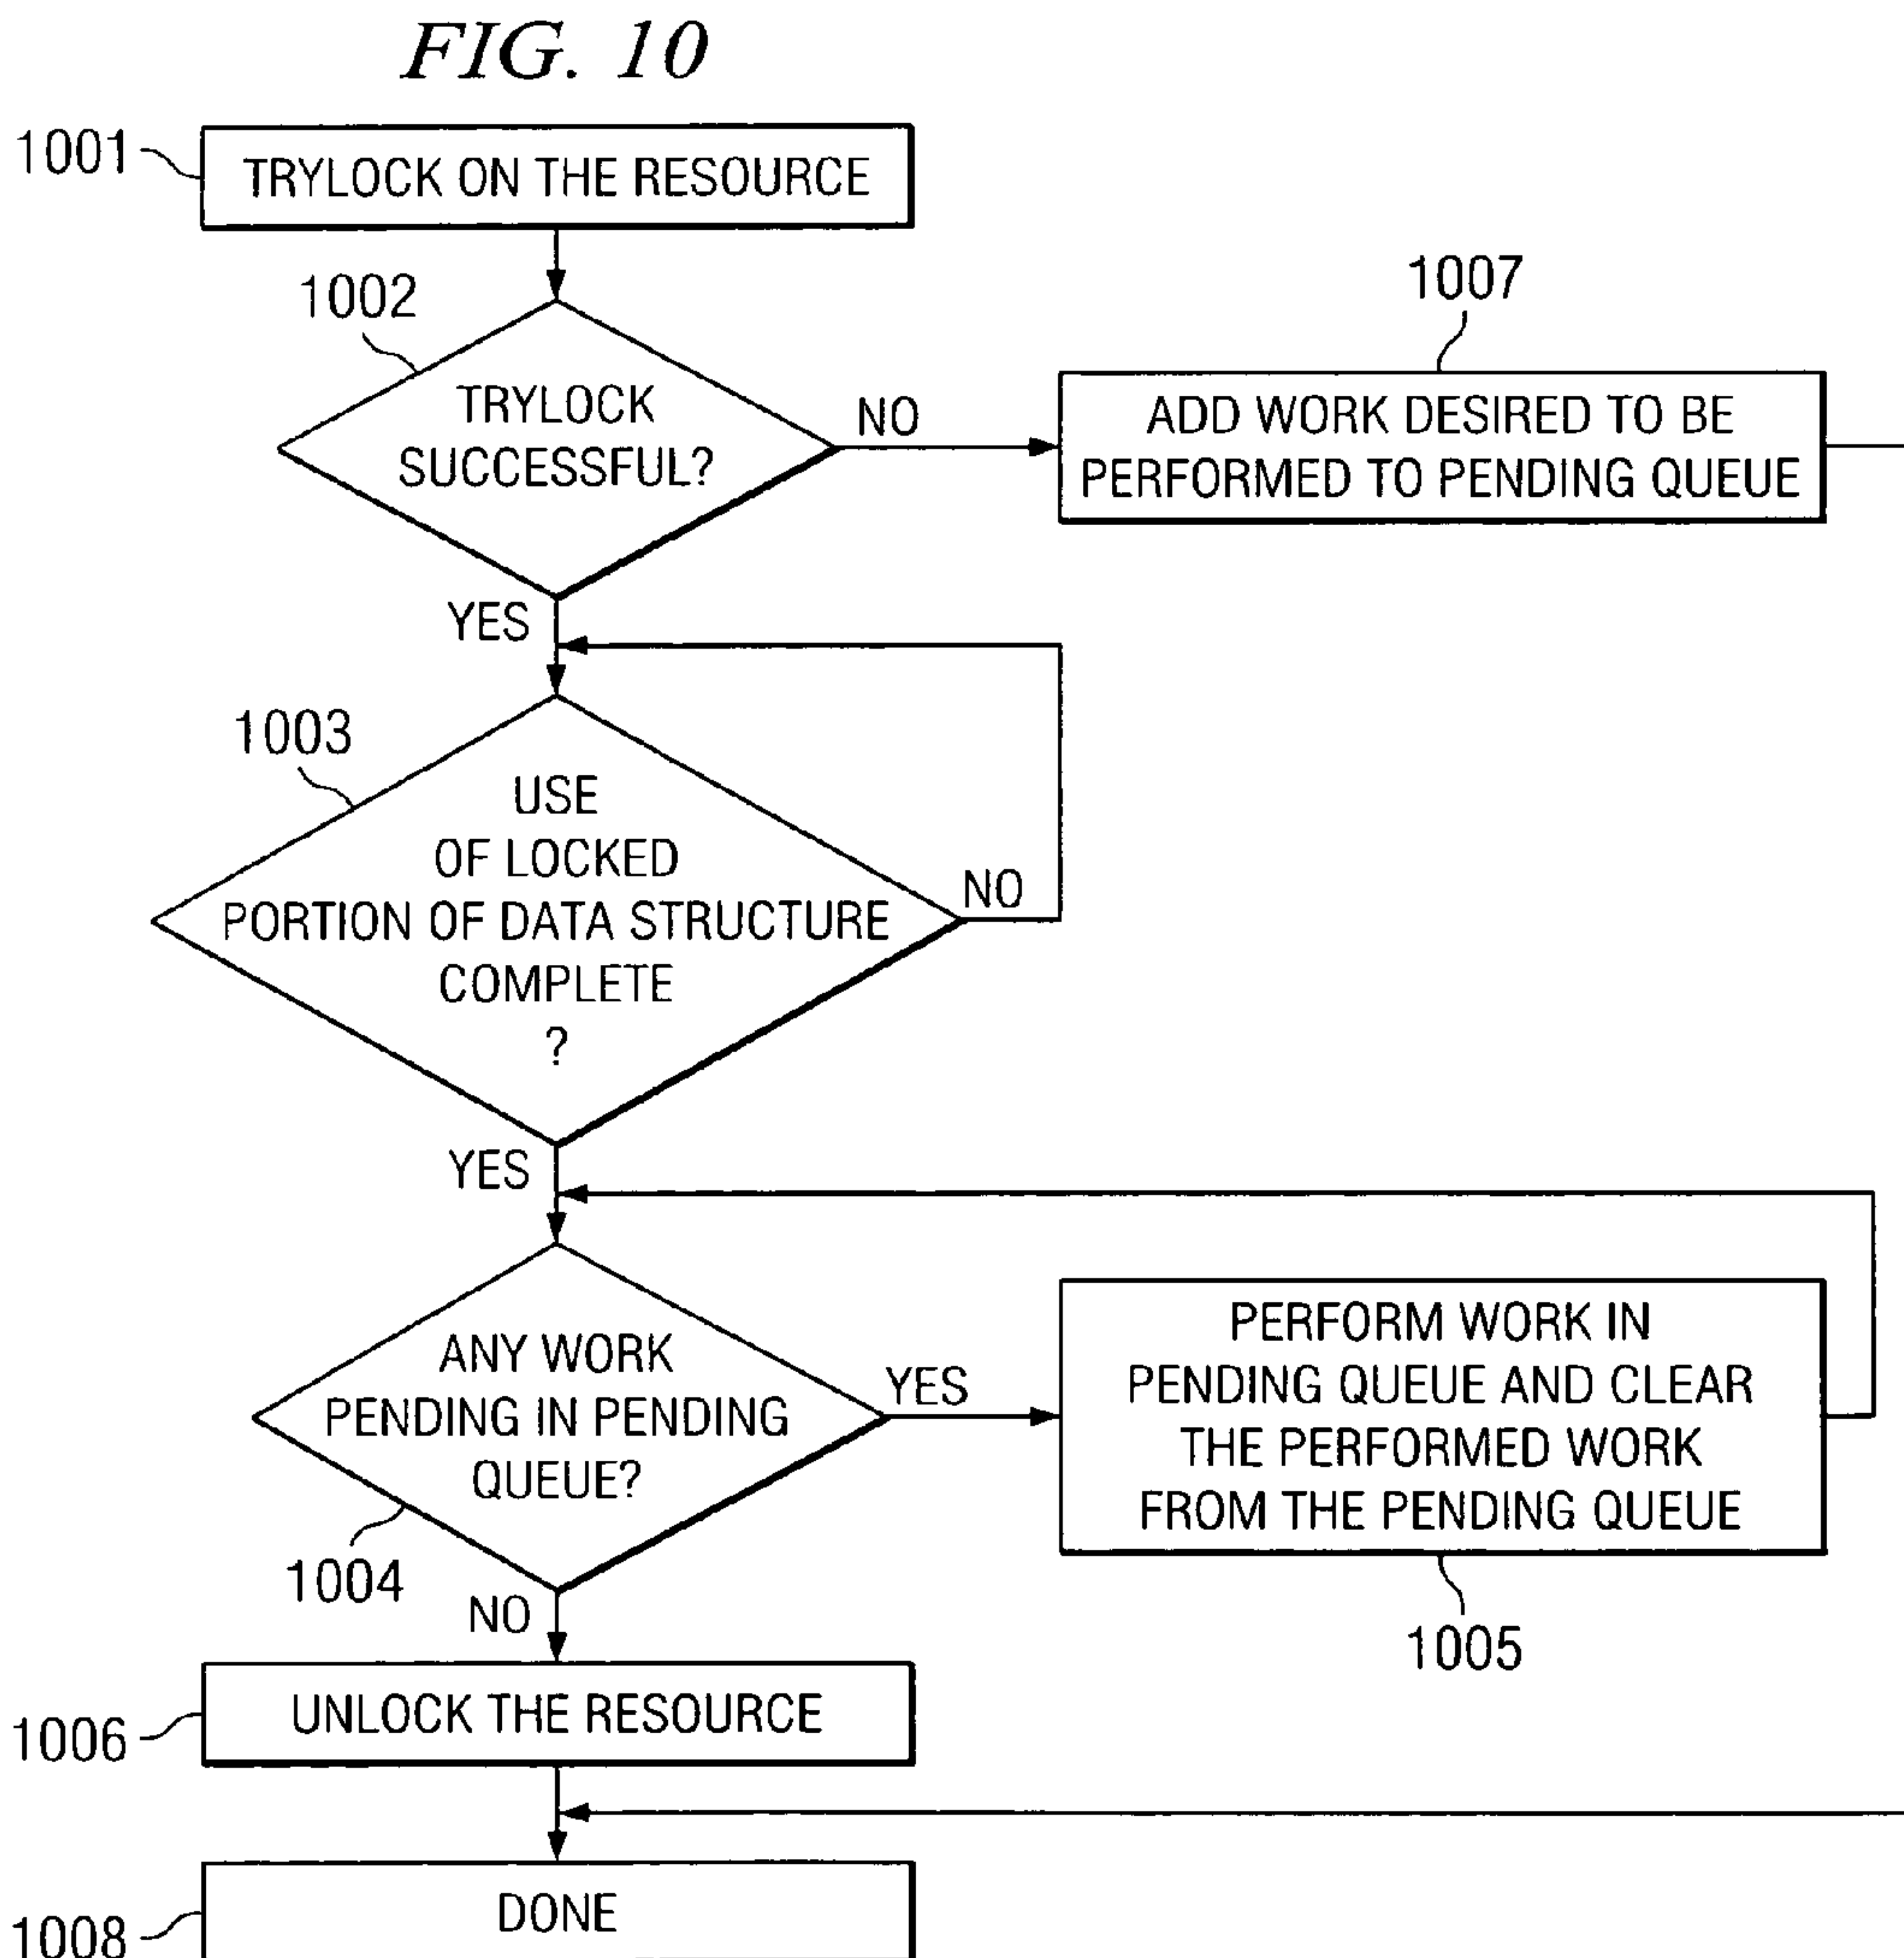 FIG. 10
1001
TRYLOCK ON THE RESOURCE
1002
TRYLOCK
SUCCESSFUL?
NO
1007
ADD WORK DESIRED TO BE
PERFORMED TO PENDING QUEUE
YES
1003
USE
OF LOCKED
PORTION OF DATA STRUCTURE
COMPLETE
?
NO
YES
ANY WORK
PENDING IN PENDING
QUEUE?
1004
YES
PERFORM WORK IN
PENDING QUEUE AND CLEAR
THE PERFORMED WORK
FROM THE PENDING QUEUE
1005
NO
1006
UNLOCK THE RESOURCE
1008
DONE